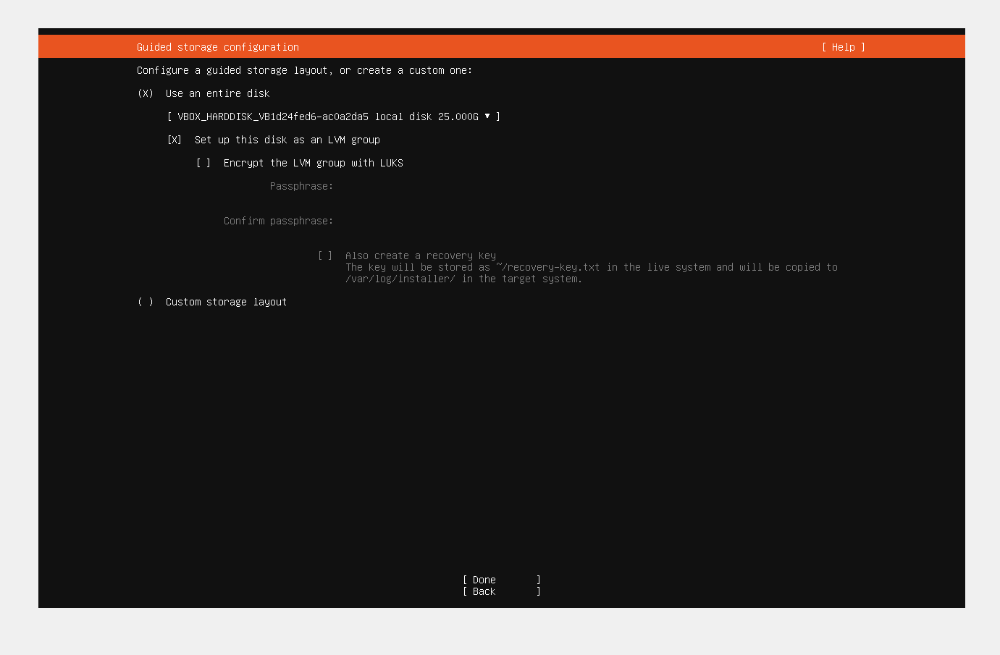 Guided storage configuration [ Help ]
Configure a guided storage layout, or create a custom one:
(X) Use an entire disk
[ VBOX_HARDDISK_VB1d24fed6-ac0a2da5 local disk 25.000G ▾ ]
[X] Set up this disk as an LVM group
[ ] Encrypt the LVM group with LUKS
Passphrase:
Confirm passphrase:
[ ] Also create a recovery key
The key will be stored as ~/recovery-key.txt in the live system and will be copied to
/var/log/installer/ in the target system.
( ) Custom storage layout
[ Done ]
[ Back ]